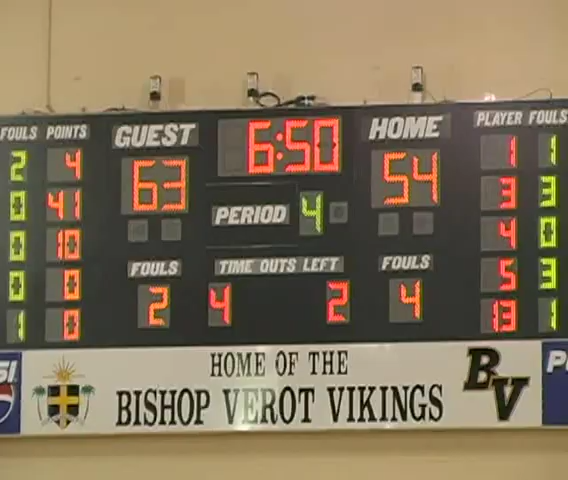 FOULS POINTS GUEST 6:50 HOME PLAYER FOULS
2 4 63 54 1 1
0 41 PERIOD 4 3 3
0 10 4 0
0 0 FOULS TIME OUTS LEFT FOULS 5 3
1 0 2 4 2 4 13 1
HOME OF THE
BISHOP VEROT VIKINGS
BV